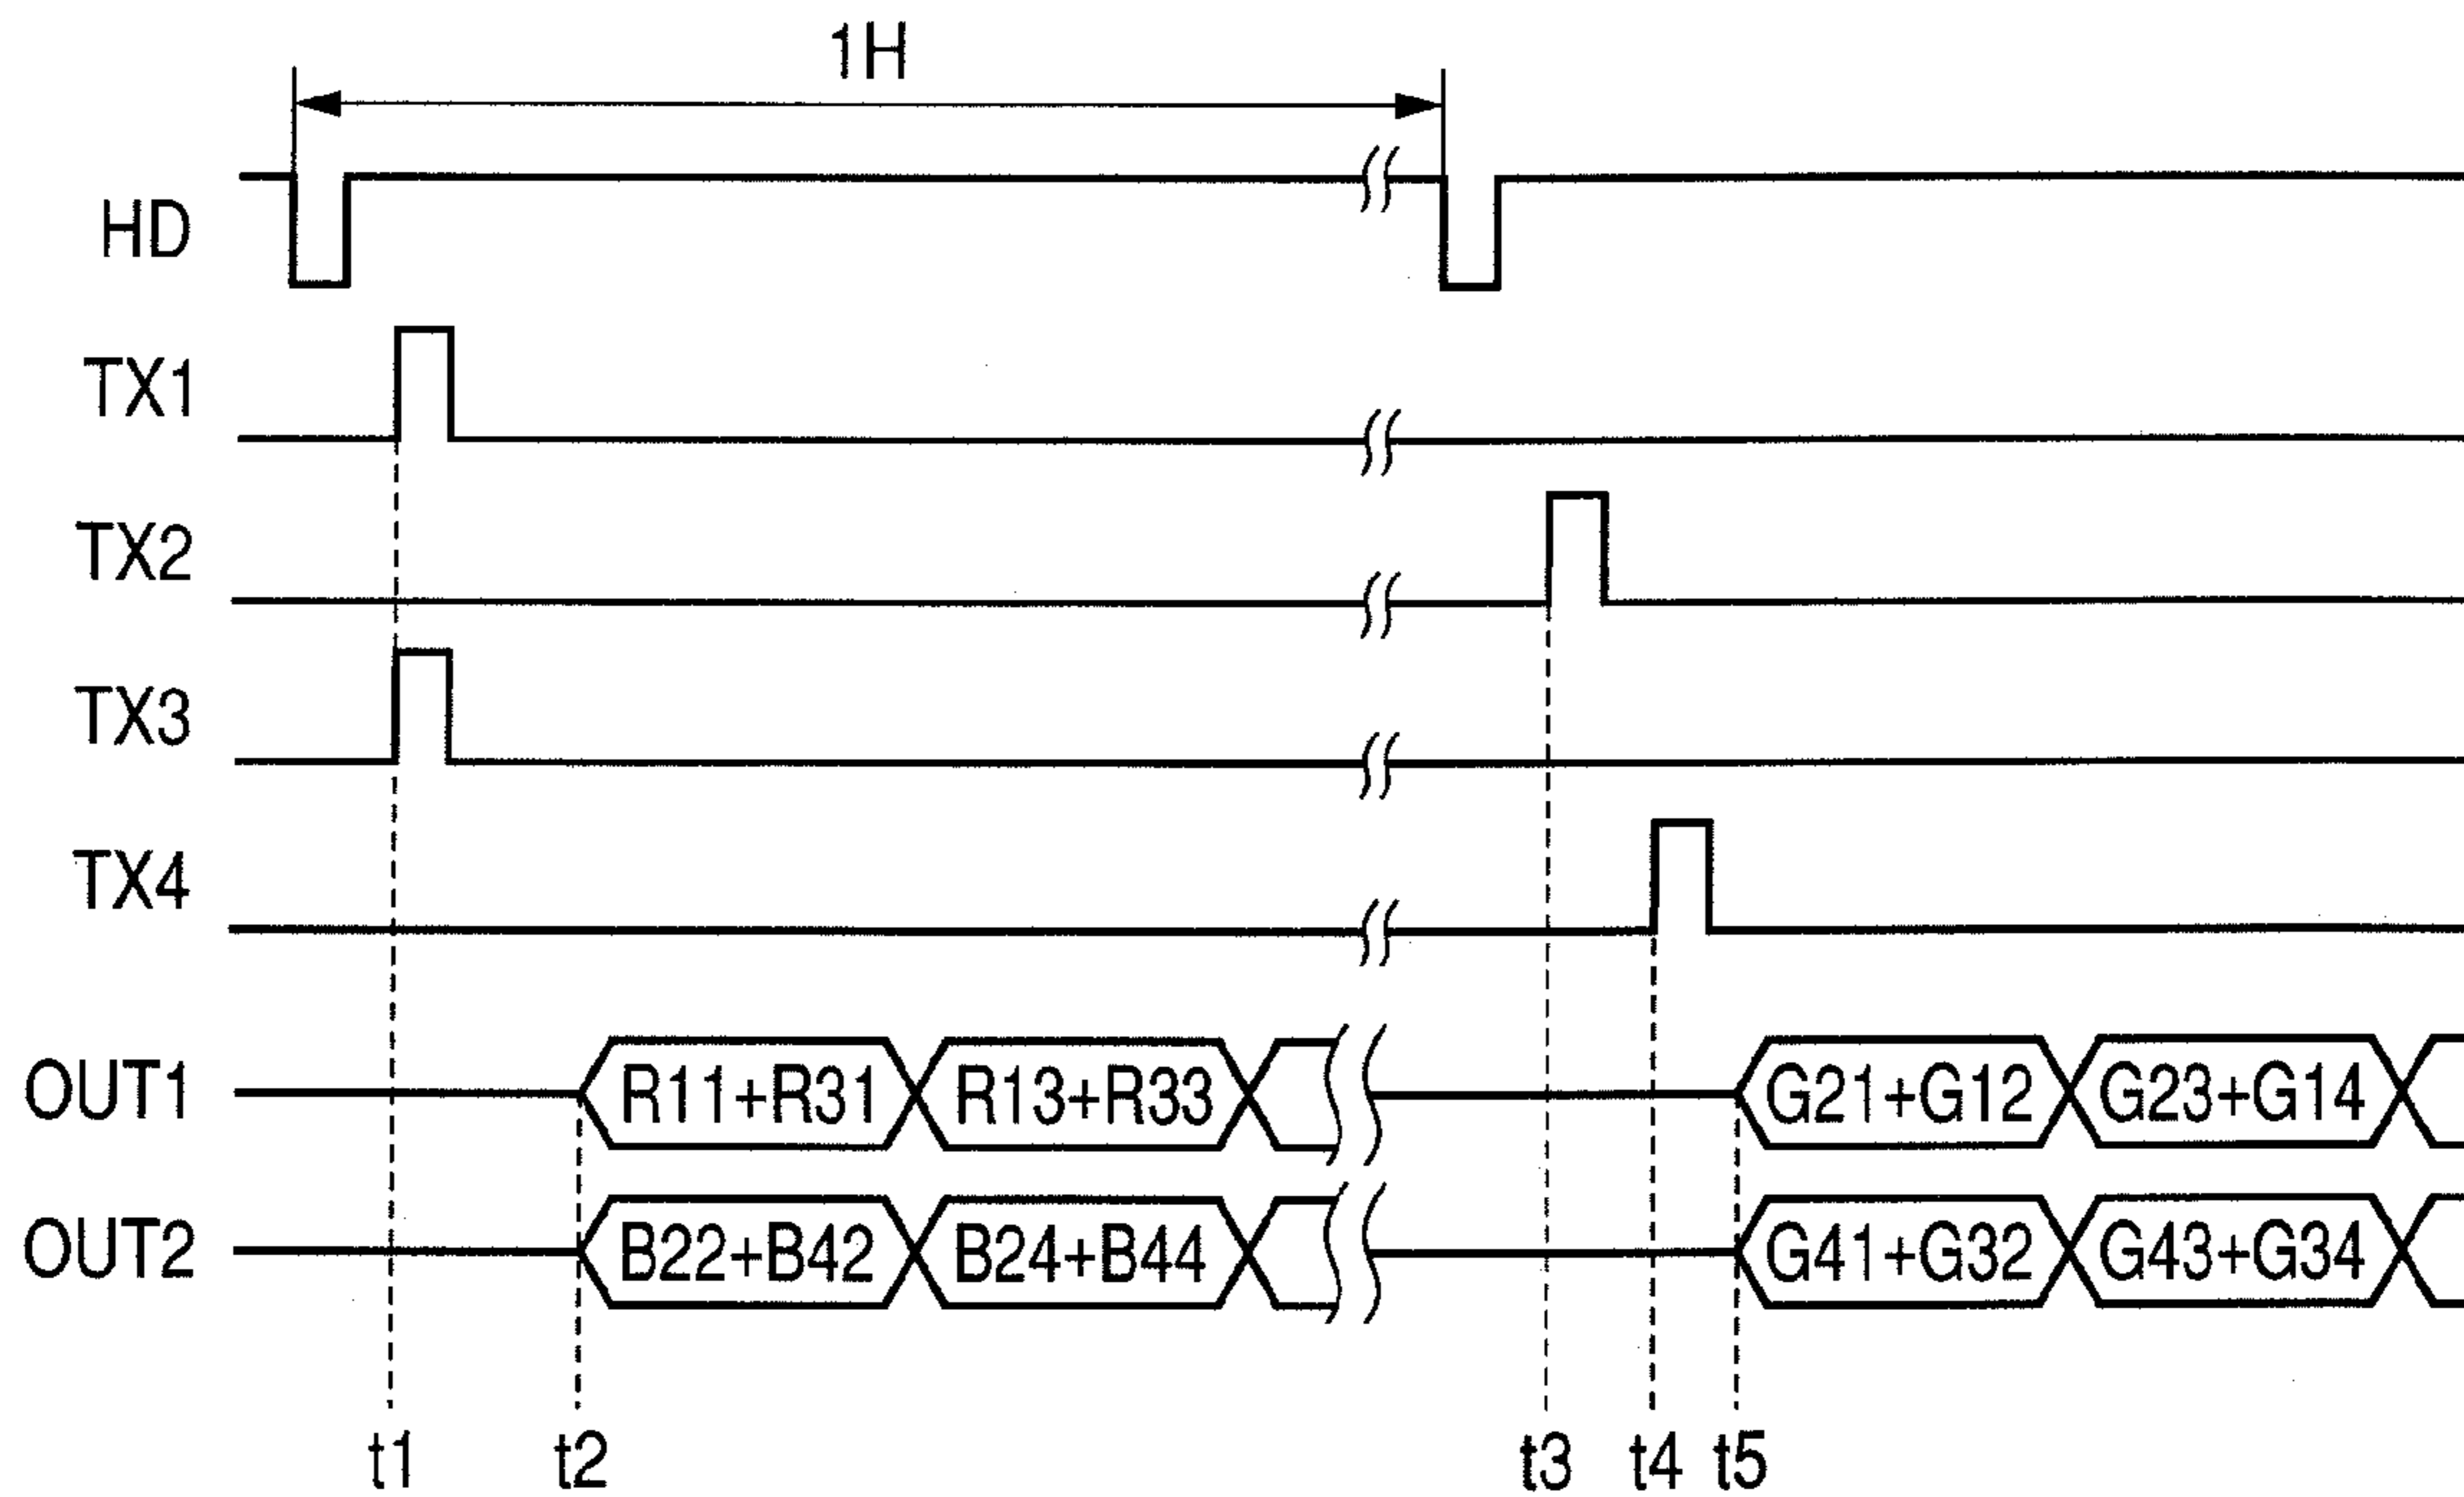 1H
HD
TX1
TX2
TX3
TX4
OUT1 R11+R31 R13+R33 G21+G12 G23+G14
OUT2 B22+B42 B24+B44 G41+G32 G43+G34
t1 t2 t3 t4 t5